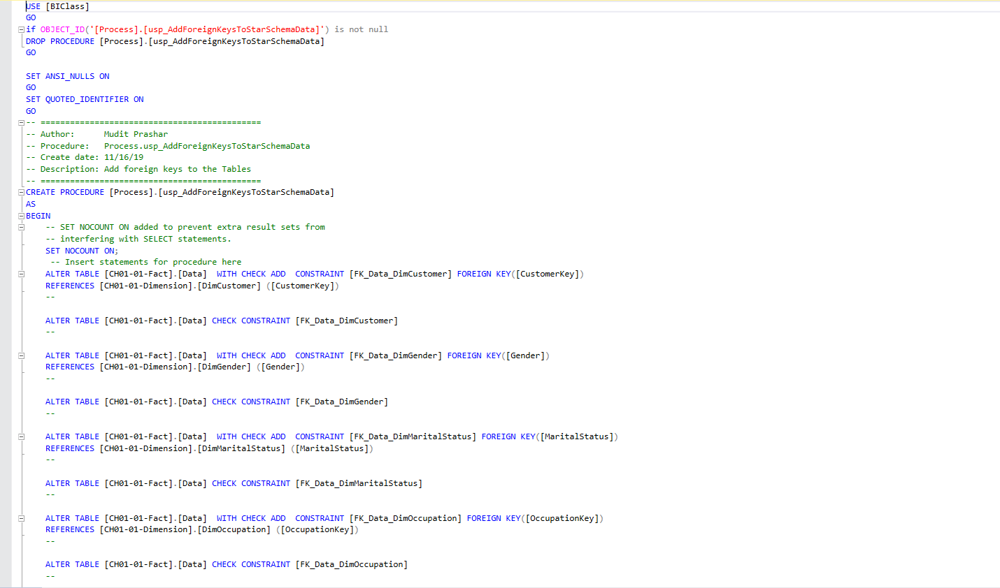 USE [BIClass]
GO
if OBJECT_ID('[Process].[usp_AddForeignKeysToStarSchemaData]') is not null
DROP PROCEDURE [Process].[usp_AddForeignKeysToStarSchemaData]
GO
SET ANSI_NULLS ON
GO
SET QUOTED_IDENTIFIER ON
GO
-- =============================================
-- Author:      Mudit Prashar
-- Procedure:   Process.usp_AddForeignKeysToStarSchemaData
-- Create date: 11/16/19
-- Description: Add foreign keys to the Tables
-- =============================================
CREATE PROCEDURE [Process].[usp_AddForeignKeysToStarSchemaData]
AS
BEGIN
    -- SET NOCOUNT ON added to prevent extra result sets from
    -- interfering with SELECT statements.
    SET NOCOUNT ON;
     -- Insert statements for procedure here
    ALTER TABLE [CH01-01-Fact].[Data]  WITH CHECK ADD  CONSTRAINT [FK_Data_DimCustomer] FOREIGN KEY([CustomerKey])
    REFERENCES [CH01-01-Dimension].[DimCustomer] ([CustomerKey])
    --
    ALTER TABLE [CH01-01-Fact].[Data] CHECK CONSTRAINT [FK_Data_DimCustomer]
    --
    ALTER TABLE [CH01-01-Fact].[Data]  WITH CHECK ADD  CONSTRAINT [FK_Data_DimGender] FOREIGN KEY([Gender])
    REFERENCES [CH01-01-Dimension].[DimGender] ([Gender])
    --
    ALTER TABLE [CH01-01-Fact].[Data] CHECK CONSTRAINT [FK_Data_DimGender]
    --
    ALTER TABLE [CH01-01-Fact].[Data]  WITH CHECK ADD  CONSTRAINT [FK_Data_DimMaritalStatus] FOREIGN KEY([MaritalStatus])
    REFERENCES [CH01-01-Dimension].[DimMaritalStatus] ([MaritalStatus])
    --
    ALTER TABLE [CH01-01-Fact].[Data] CHECK CONSTRAINT [FK_Data_DimMaritalStatus]
    --
    ALTER TABLE [CH01-01-Fact].[Data]  WITH CHECK ADD  CONSTRAINT [FK_Data_DimOccupation] FOREIGN KEY([OccupationKey])
    REFERENCES [CH01-01-Dimension].[DimOccupation] ([OccupationKey])
    --
    ALTER TABLE [CH01-01-Fact].[Data] CHECK CONSTRAINT [FK_Data_DimOccupation]
    --